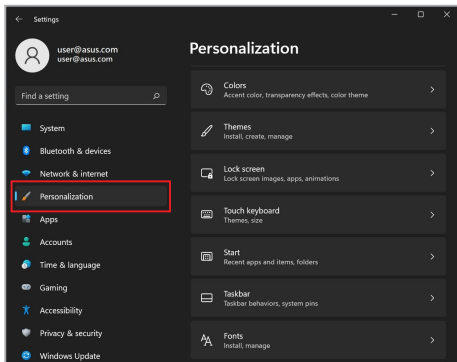 Settings
user@asus.com
user@asus.com
Find a setting
System
Bluetooth & devices
Network & internet
Personalization
Apps
Accounts
Time & language
Gaming
Accessibility
Privacy & security
Windows Update
Personalization
Colors
Accent color, transparency effects, color theme
Themes
Install, create, manage
Lock screen
Lock screen images, apps, animations
Touch keyboard
Themes, size
Start
Recent apps and items, folders
Taskbar
Taskbar behaviors, system pins
Fonts
Install, manage